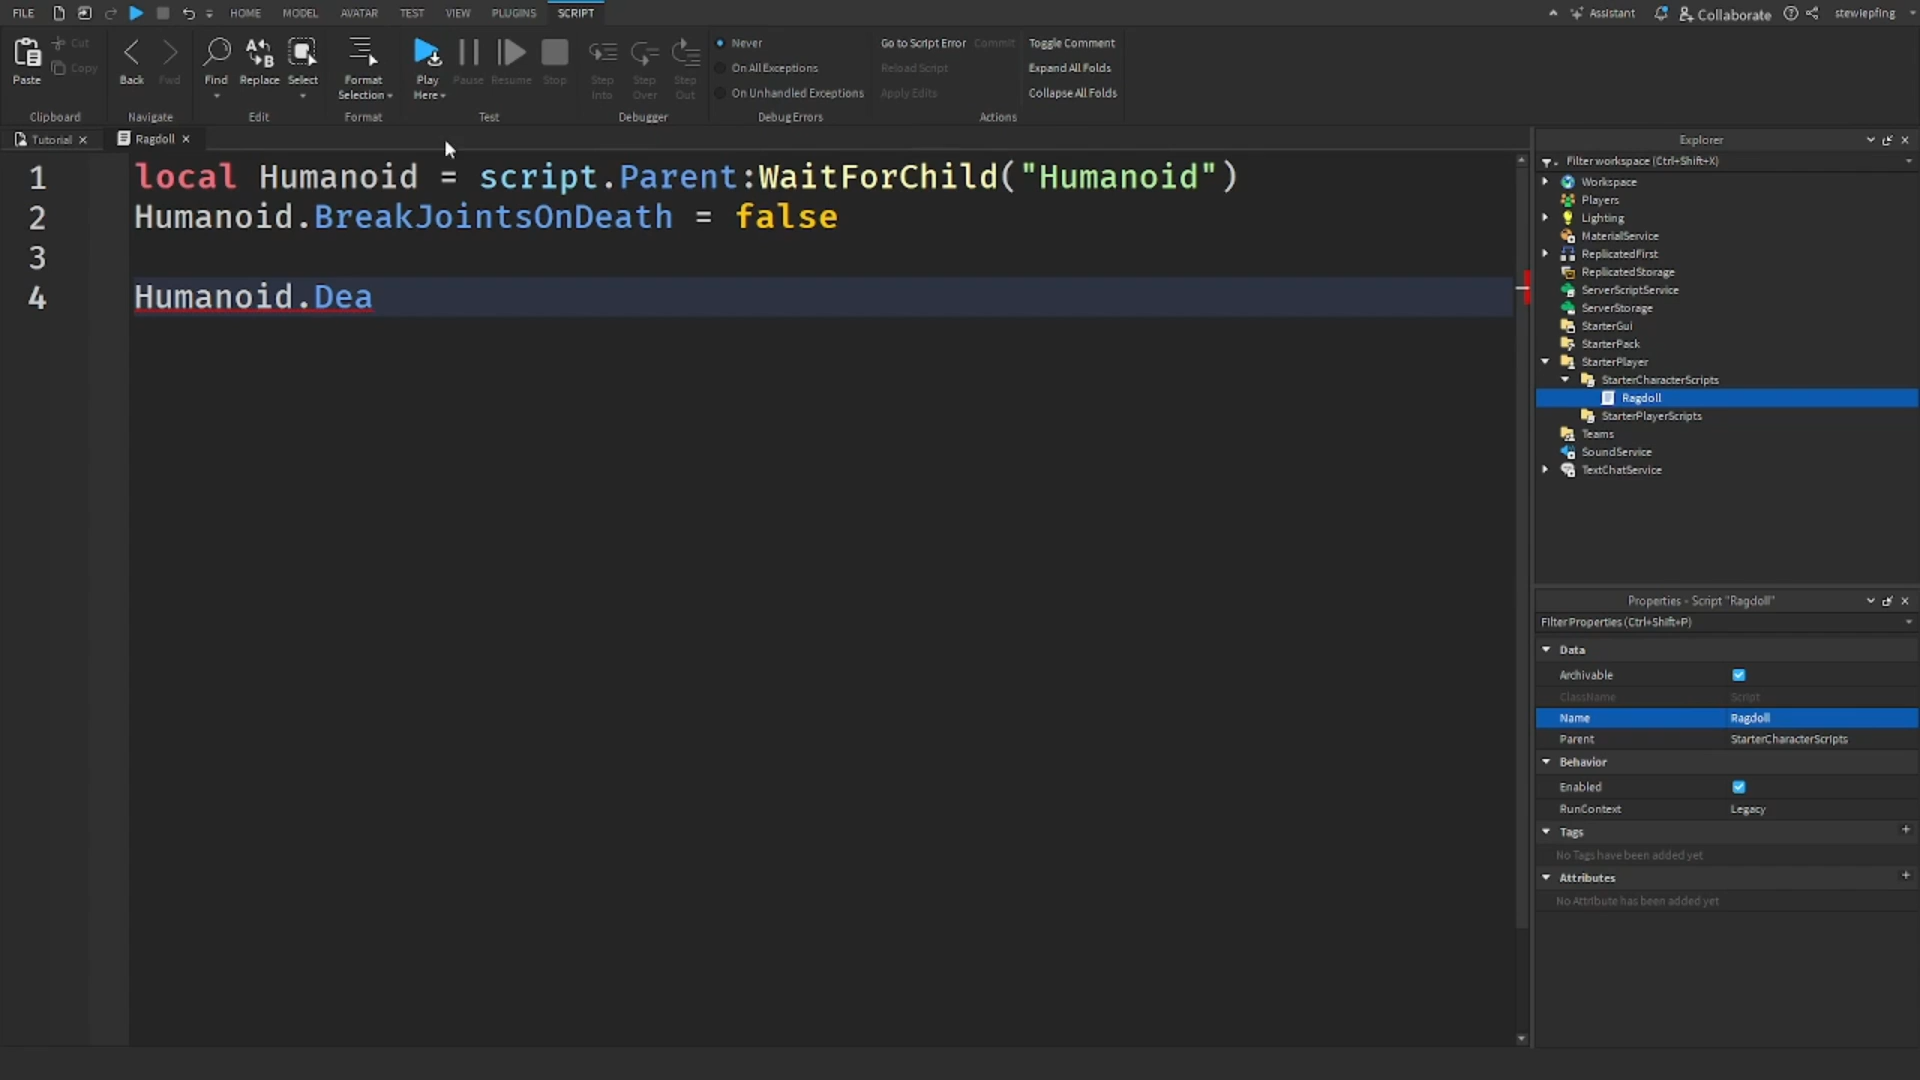 FILE HOME MODEL AVATAR TEST VIEW PLUGINS SCRIPT Assistant Collaborate stewiepfing
Paste Cut Copy Back Fwd Find Replace Select Format Selection Play Here Pause Resume Stop Step Into Step Over Step Out
Never
On All Exceptions
On Unhandled Exceptions
Go to Script Error Commit
Reload Script
Apply Edits
Toggle Comment
Expand All Folds
Collapse All Folds
Clipboard Navigate Edit Format Test Debugger Debug Errors Actions
Tutorial Ragdoll
1 local Humanoid = script.Parent:WaitForChild("Humanoid")
2 Humanoid.BreakJointsOnDeath = false
3
4 Humanoid.Dea
Explorer
Filter workspace (Ctrl+Shift+X)
Workspace
Players
Lighting
MaterialService
ReplicatedFirst
ReplicatedStorage
ServerScriptService
ServerStorage
StarterGui
StarterPack
StarterPlayer
StarterCharacterScripts
Ragdoll
StarterPlayerScripts
Teams
SoundService
TextChatService
Properties - Script "Ragdoll"
Filter Properties (Ctrl+Shift+P)
Data
Archivable
ClassName Script
Name Ragdoll
Parent StarterCharacterScripts
Behavior
Enabled
RunContext Legacy
Tags
No Tags have been added yet
Attributes
No Attribute has been added yet